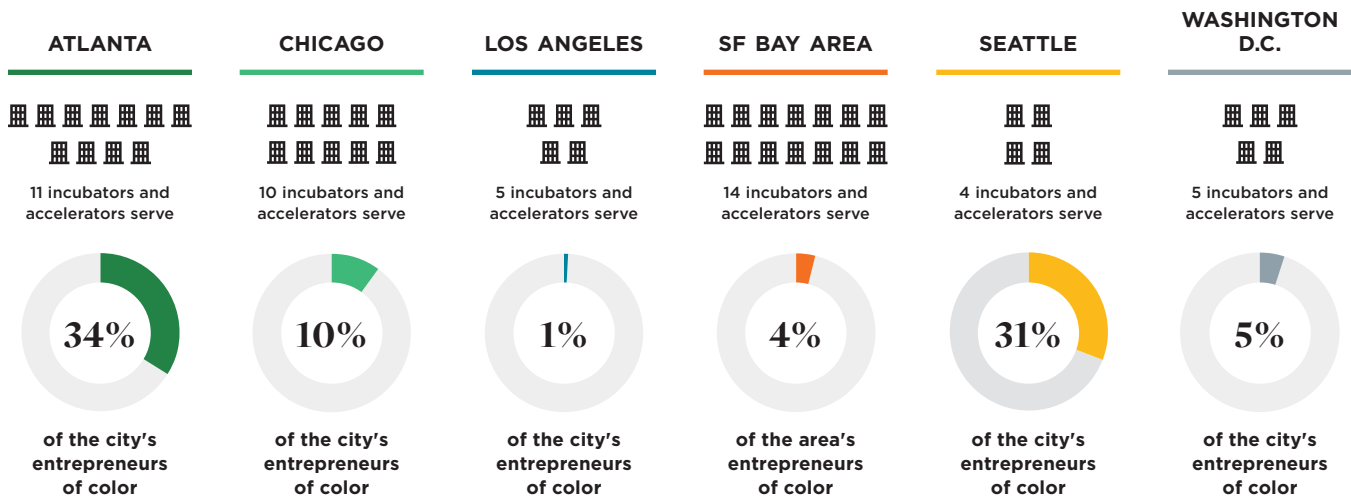 ATLANTA
11 incubators and
accelerators serve
34%
of the city's
entrepreneurs
of color
CHICAGO
10 incubators and
accelerators serve
10%
of the city's
entrepreneurs
of color
LOS ANGELES
5 incubators and
accelerators serve
1%
of the city's
entrepreneurs
of color
SF BAY AREA
14 incubators and
accelerators serve
4%
of the area's
entrepreneurs
of color
SEATTLE
4 incubators and
accelerators serve
31%
of the city's
entrepreneurs
of color
WASHINGTON
D.C.
5 incubators and
accelerators serve
5%
of the city's
entrepreneurs
of color